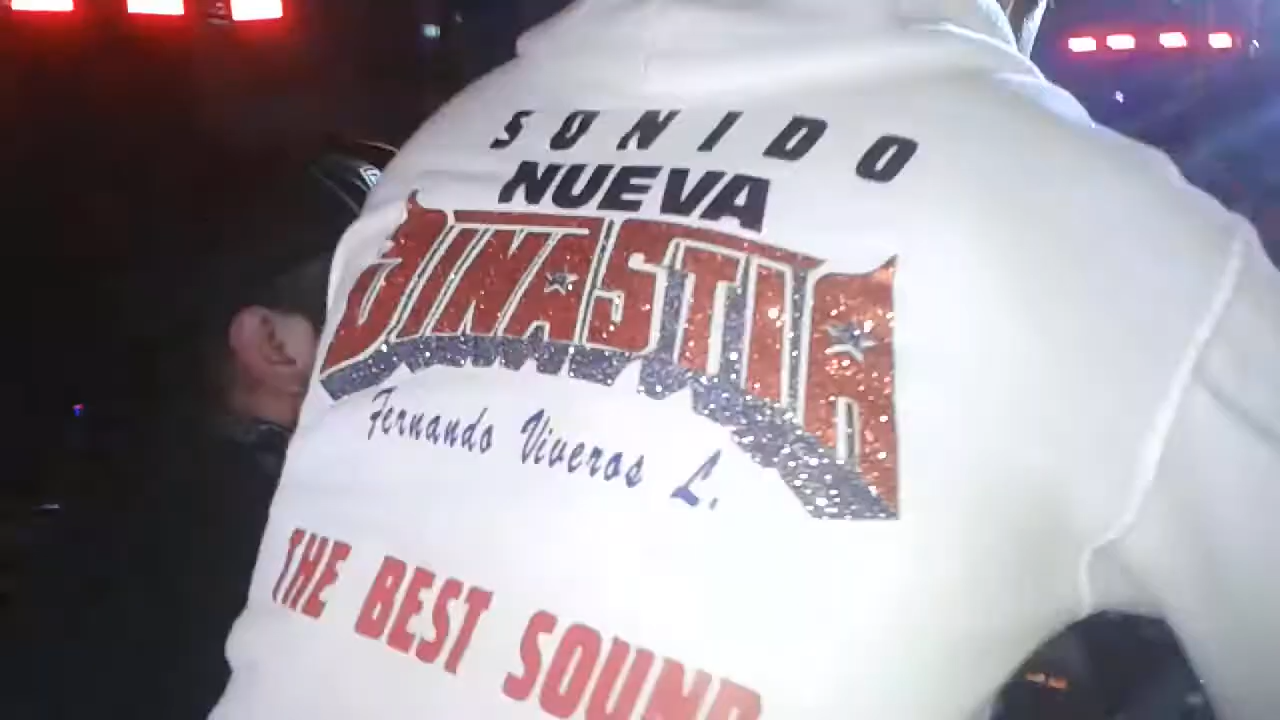 SONIDO
NUEVA
DINASTIA
Fernando Viveros L.
THE BEST SOUND